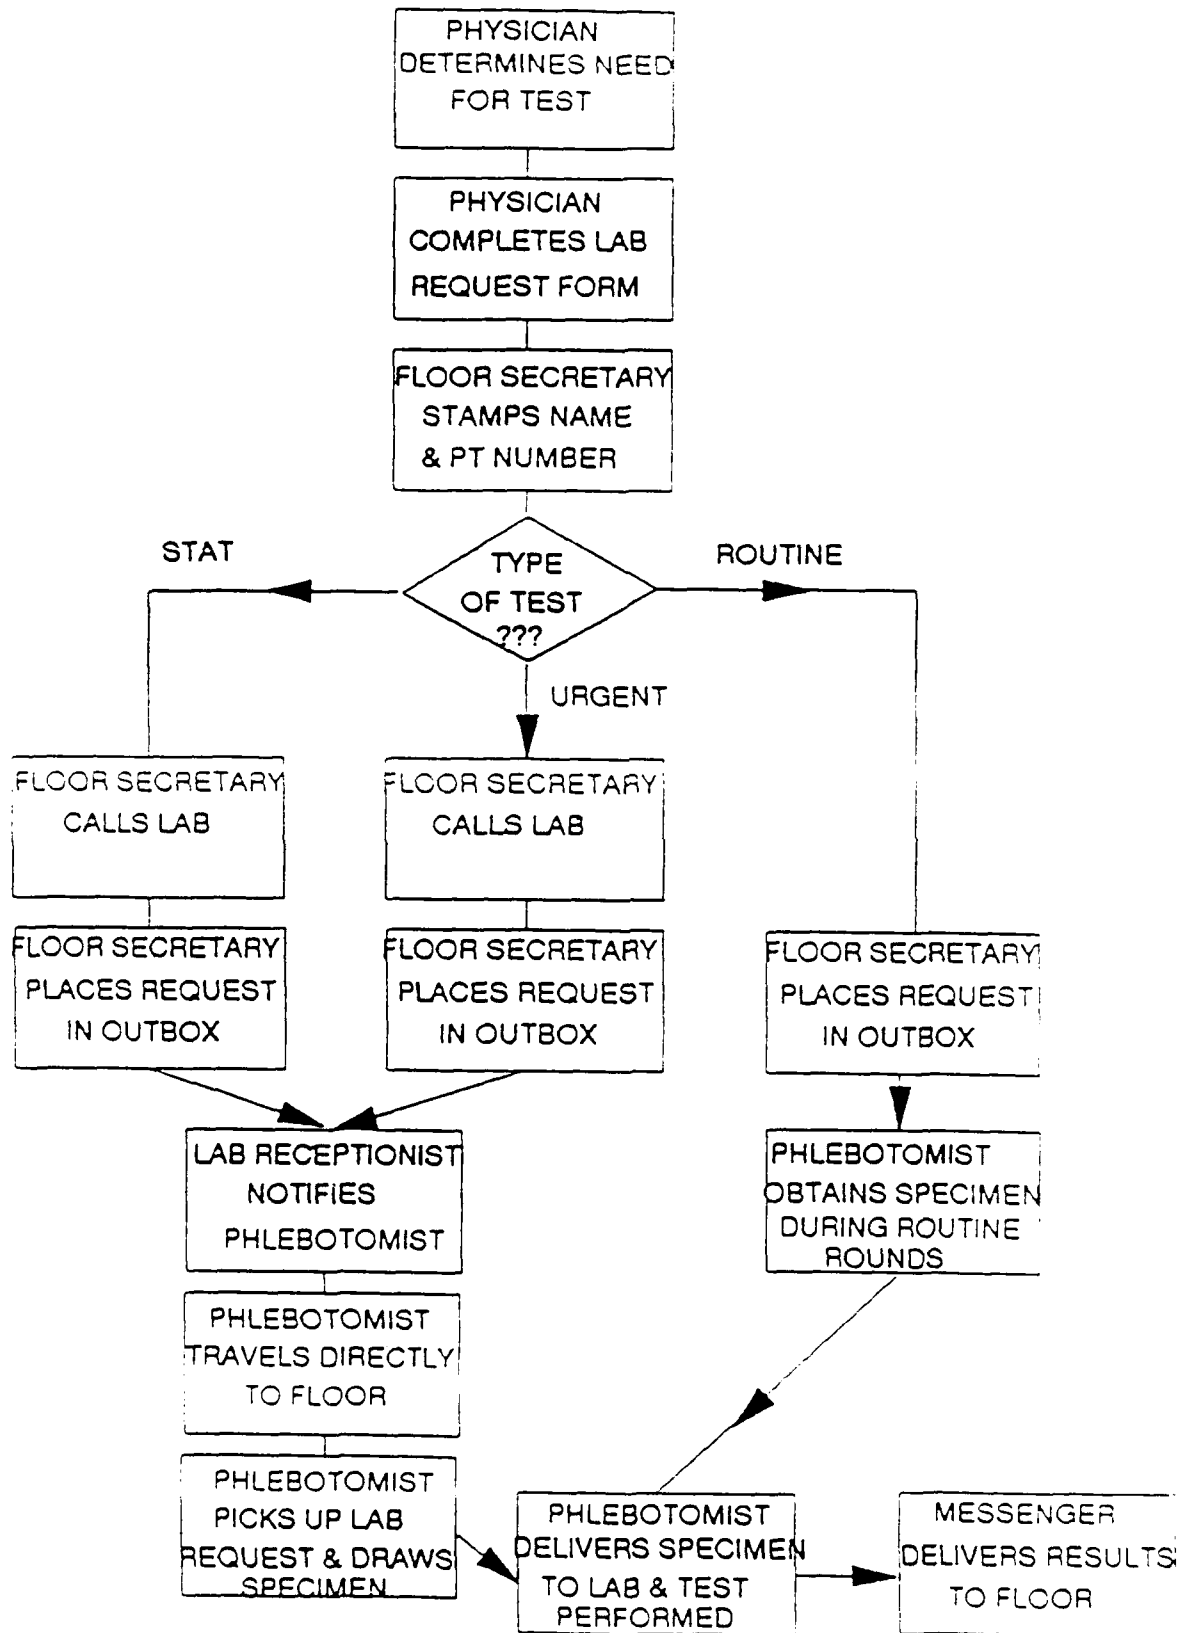 PHYSICIAN
DETERMINES NEED
FOR TEST
PHYSICIAN
COMPLETES LAB
REQUEST FORM
FLOOR SECRETARY
STAMPS NAME
& PT NUMBER
STAT
TYPE
OF TEST
???
ROUTINE
URGENT
FLOOR SECRETARY
CALLS LAB
FLOOR SECRETARY
CALLS LAB
FLOOR SECRETARY
PLACES REQUEST
IN OUTBOX
FLOOR SECRETARY
PLACES REQUEST
IN OUTBOX
FLOOR SECRETARY
PLACES REQUEST
IN OUTBOX
LAB RECEPTIONIST
NOTIFIES
PHLEBOTOMIST
PHLEBOTOMIST
OBTAINS SPECIMEN
DURING ROUTINE
ROUNDS
PHLEBOTOMIST
TRAVELS DIRECTLY
TO FLOOR
PHLEBOTOMIST
PICKS UP LAB
REQUEST & DRAWS
SPECIMEN
PHLEBOTOMIST
DELIVERS SPECIMEN
TO LAB & TEST
PERFORMED
MESSENGER
DELIVERS RESULTS
TO FLOOR